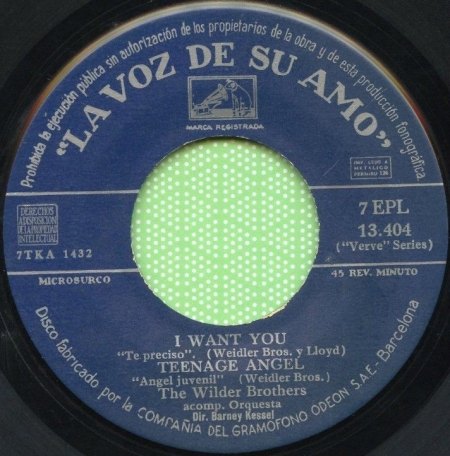 Prohibida la ejecución pública sin autorización de los propietarios de la obra y de esta producción fonográfica
"LA VOZ DE SU AMO"
MARCA REGISTRADA
DERECHOS
A DISPOSICION
DE LA PROPIEDAD
INTELECTUAL
7TKA 1432
7 EPL
13.404
("Verve" Series)
MICROSURCO
45 REV. MINUTO
I WANT YOU
"Te preciso". (Weidler Bros. y Lloyd)
TEENAGE ANGEL
"Angel juvenil" (Weidler Bros.)
The Wilder Brothers
acomp. Orquesta
Dir. Barney Kessel
Disco fabricado por la COMPAÑIA DEL GRAMOFONO ODEON S.A.E.-Barcelona